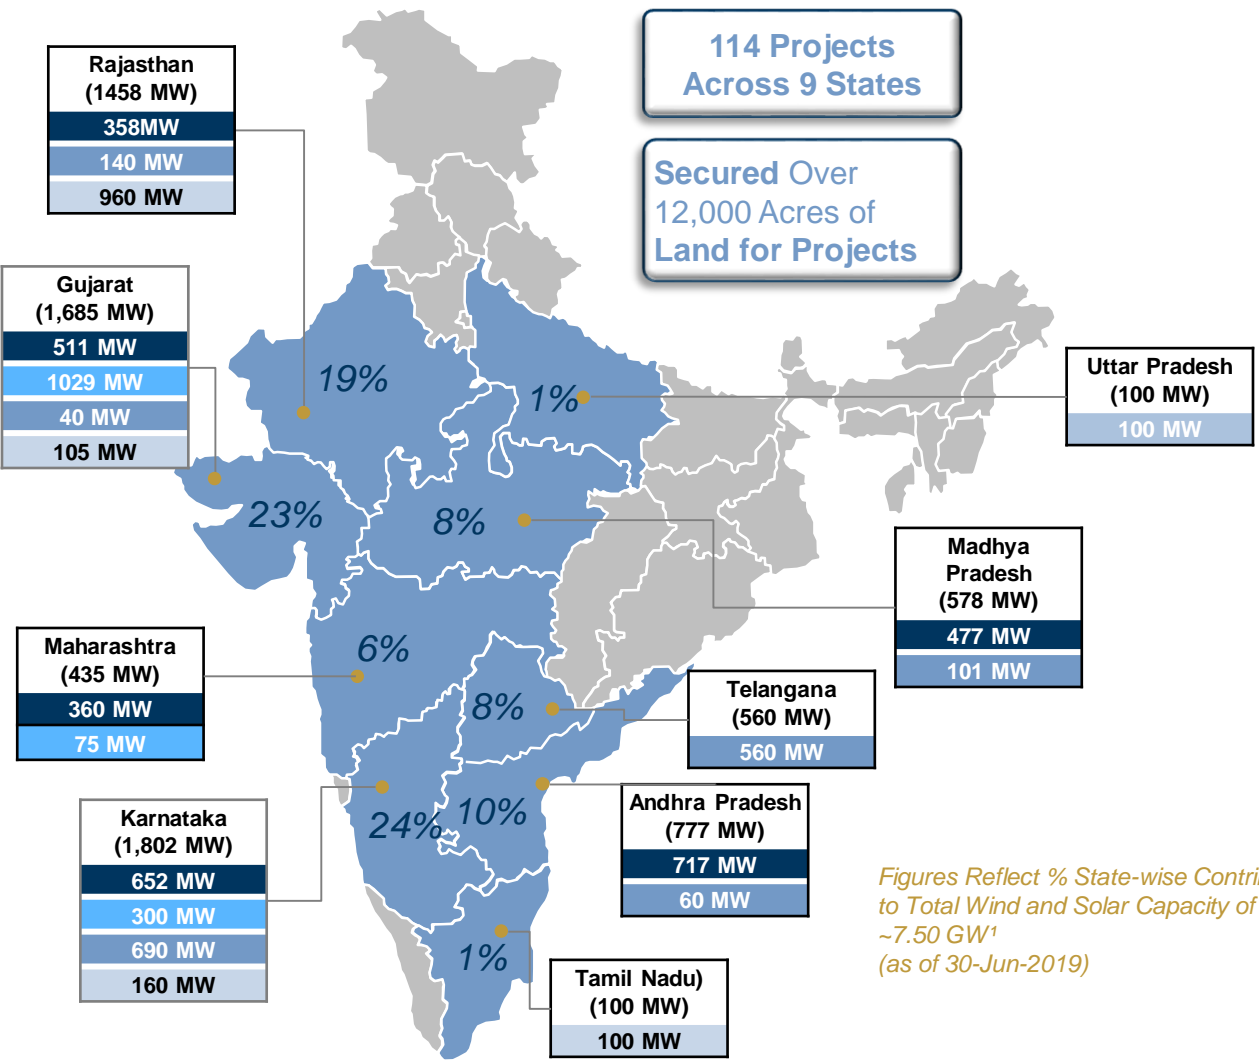 114 Projects
Across 9 States
Secured Over
12,000 Acres of
Land for Projects
Rajasthan
(1458 MW)
358MW
140 MW
960 MW
Gujarat
(1,685 MW)
511 MW
1029 MW
40 MW
105 MW
Maharashtra
(435 MW)
360 MW
75 MW
Karnataka
(1,802 MW)
652 MW
300 MW
690 MW
160 MW
19%
1%
23%
8%
6%
8%
24%
10%
1%
Uttar Pradesh
(100 MW)
100 MW
Madhya
Pradesh
(578 MW)
477 MW
101 MW
Telangana
(560 MW)
560 MW
Andhra Pradesh
(777 MW)
717 MW
60 MW
Tamil Nadu)
(100 MW)
100 MW
Figures Reflect % State-wise
to Total Wind and Solar Capacity of
~7.50 GW¹
(as of 30-Jun-2019)